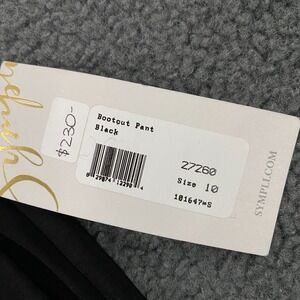 $230-
Bootcut Pant
Black
27260
Size 10
101647*S
SYMPLI.COM